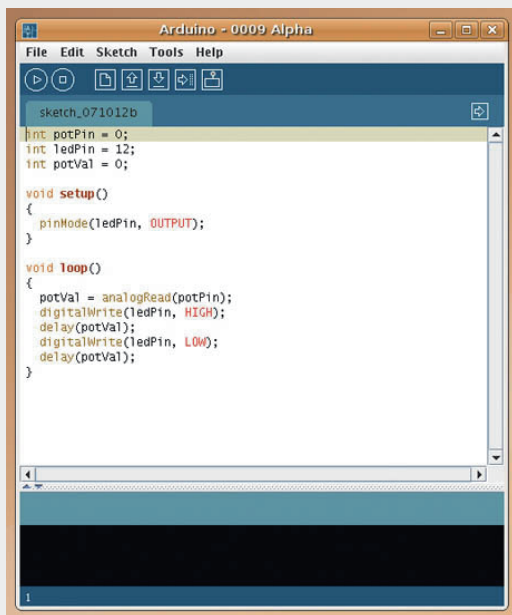 Arduino - 0009 Alpha
File Edit Sketch Tools Help
sketch_071012b
int potPin = 0;
int ledPin = 12;
int potVal = 0;
void setup()
{
  pinMode(ledPin, OUTPUT);
}
void loop()
{
  potVal = analogRead(potPin);
  digitalWrite(ledPin, HIGH);
  delay(potVal);
  digitalWrite(ledPin, LOW);
  delay(potVal);
}
1